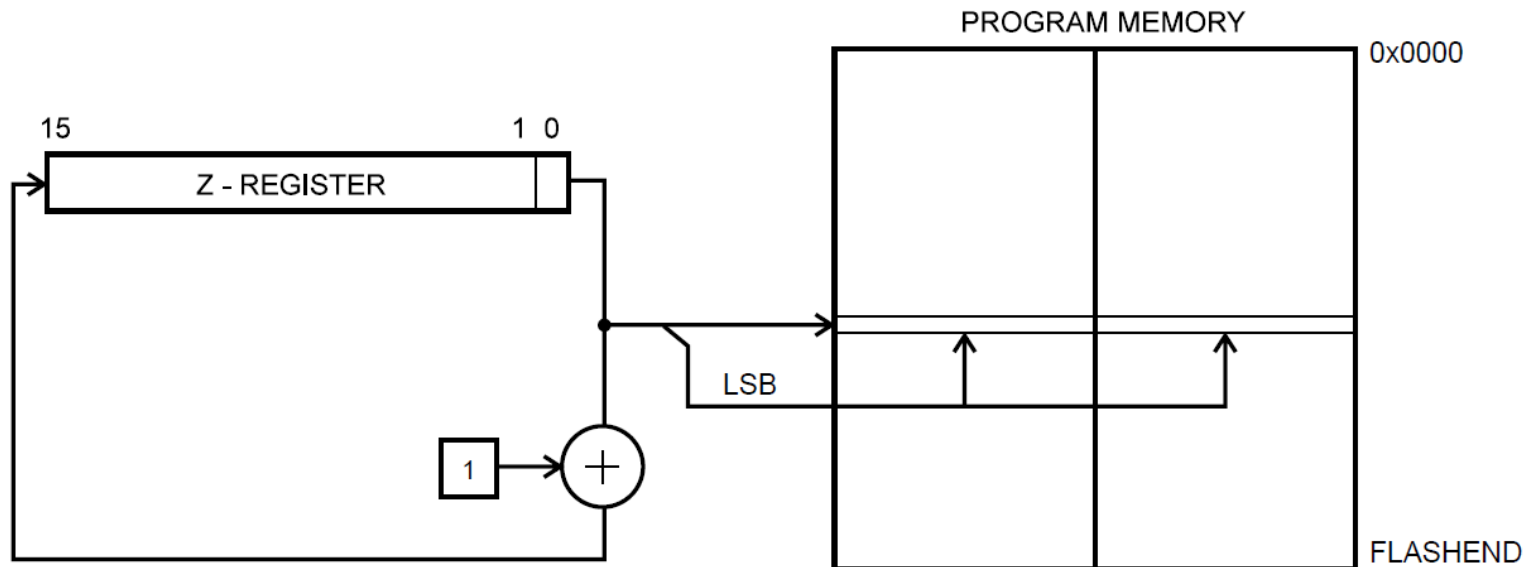 PROGRAM MEMORY
0x0000
15 1 0
Z - REGISTER
LSB
1
FLASHEND